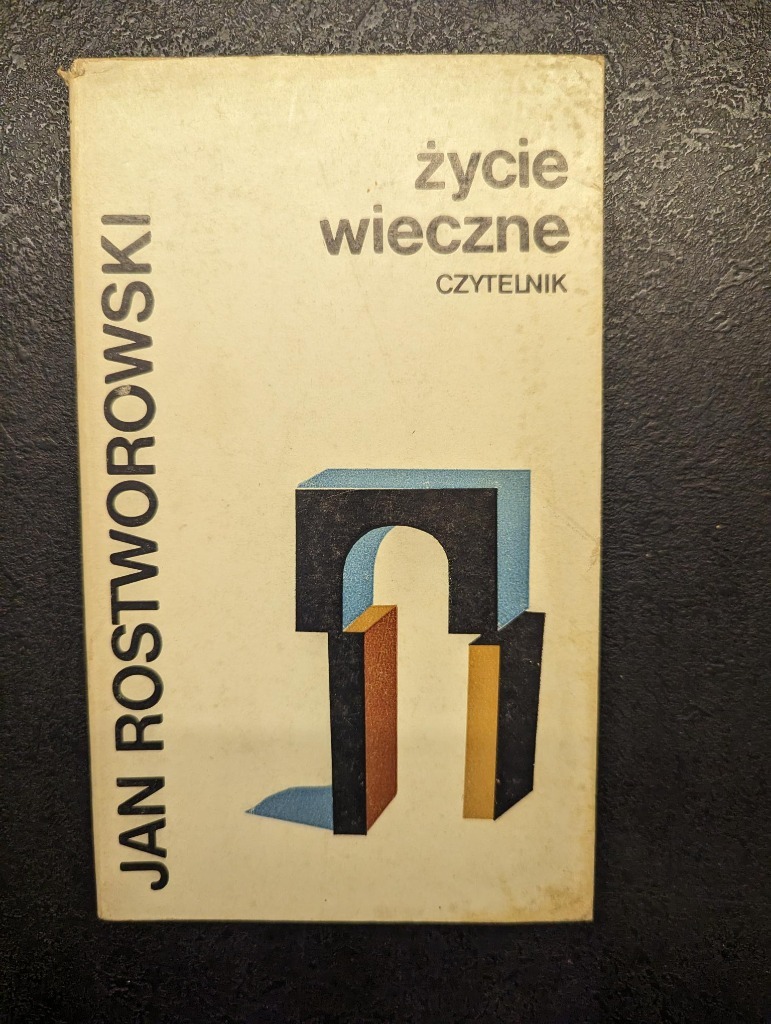 życie
wieczne
CZYTELNIK
JAN ROSTWOROWSKI